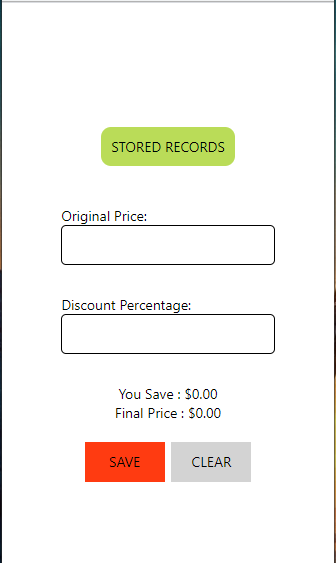 STORED RECORDS
Original Price:
Discount Percentage:
You Save : $0.00
Final Price : $0.00
SAVE CLEAR